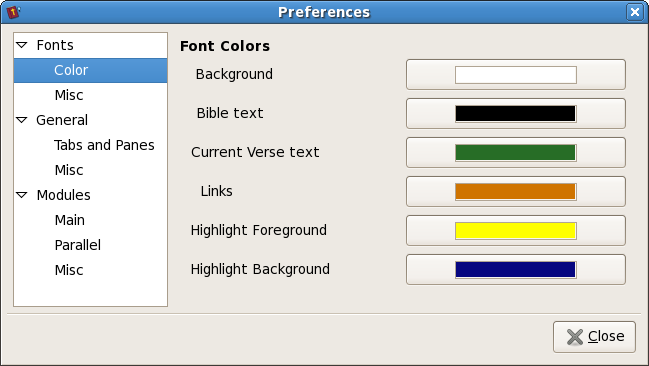 Preferences
Fonts
Color
Misc
General
Tabs and Panes
Misc
Modules
Main
Parallel
Misc
Font Colors
Background
Bible text
Current Verse text
Links
Highlight Foreground
Highlight Background
Close